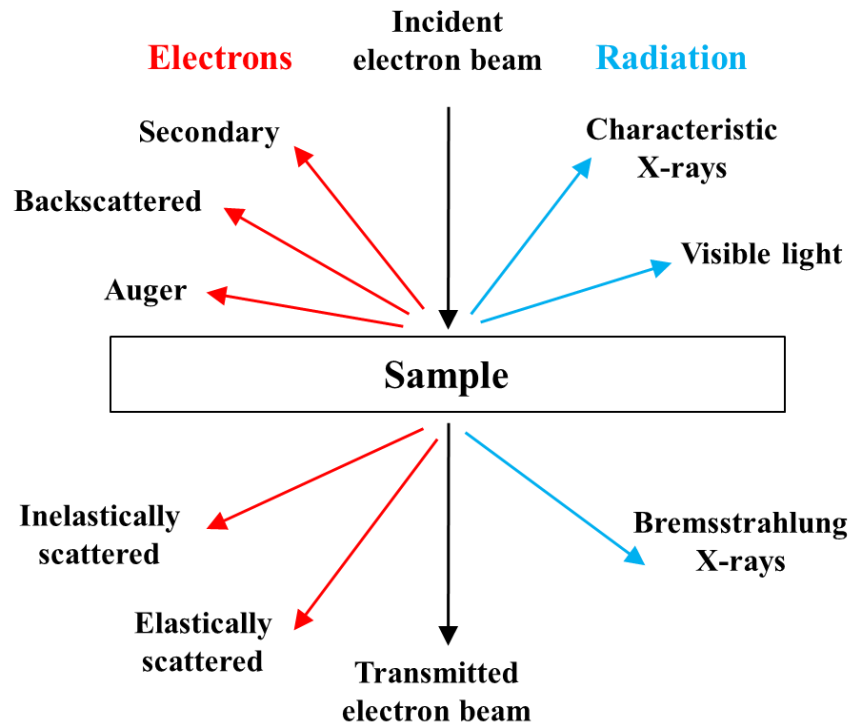 Incident
electron beam
Electrons
Radiation
Secondary
Characteristic
X-rays
Backscattered
Visible light
Auger
Sample
Inelastically
scattered
Bremsstrahlung
X-rays
Elastically
scattered
Transmitted
electron beam